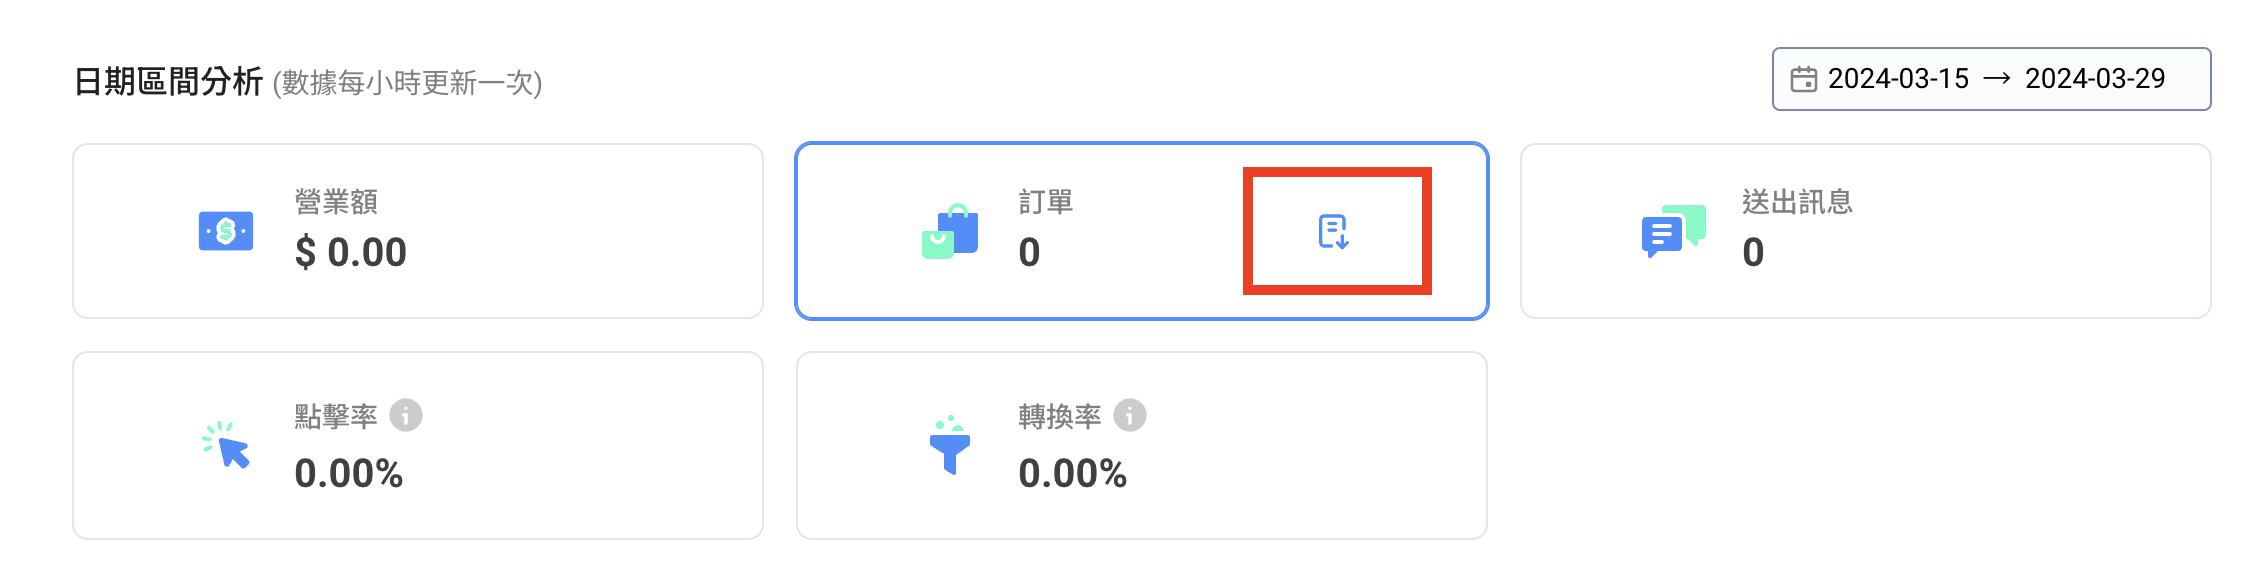 日期區間分析 (數據每小時更新一次)
2024-03-15 → 2024-03-29
營業額
$ 0.00
訂單
0
送出訊息
0
點擊率
0.00%
轉換率
0.00%